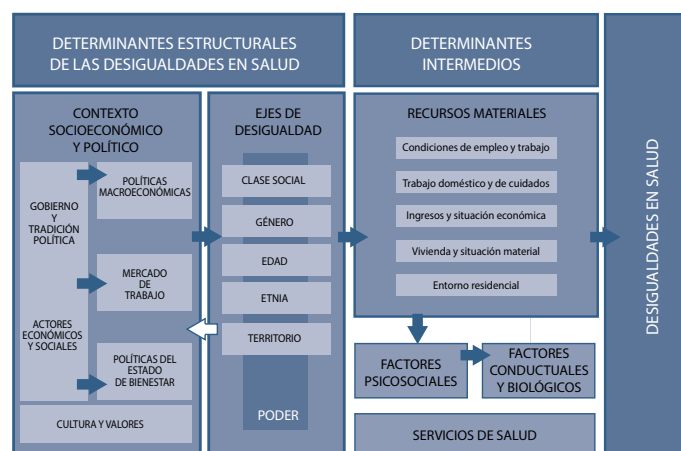 DETERMINANTES ESTRUCTURALES
DE LAS DESIGUALDADES EN SALUD
DETERMINANTES
INTERMEDIOS
CONTEXTO
SOCIOECONÓMICO
Y POLÍTICO
GOBIERNO
Y
TRADICIÓN
POLÍTICA
ACTORES
ECONÓMICOS
Y SOCIALES
POLÍTICAS
MACROECONÓMICAS
MERCADO
DE
TRABAJO
POLÍTICAS DEL
ESTADO
DE BIENESTAR
CULTURA Y VALORES
EJES DE
DESIGUALDAD
CLASE SOCIAL
GÉNERO
EDAD
ETNIA
TERRITORIO
PODER
RECURSOS MATERIALES
Condiciones de empleo y trabajo
Trabajo doméstico y de cuidados
Ingresos y situación económica
Vivienda y situación material
Entorno residencial
FACTORES
PSICOSOCIALES
FACTORES
CONDUCTUALES
Y BIOLÓGICOS
SERVICIOS DE SALUD
DESIGUALDADES EN SALUD